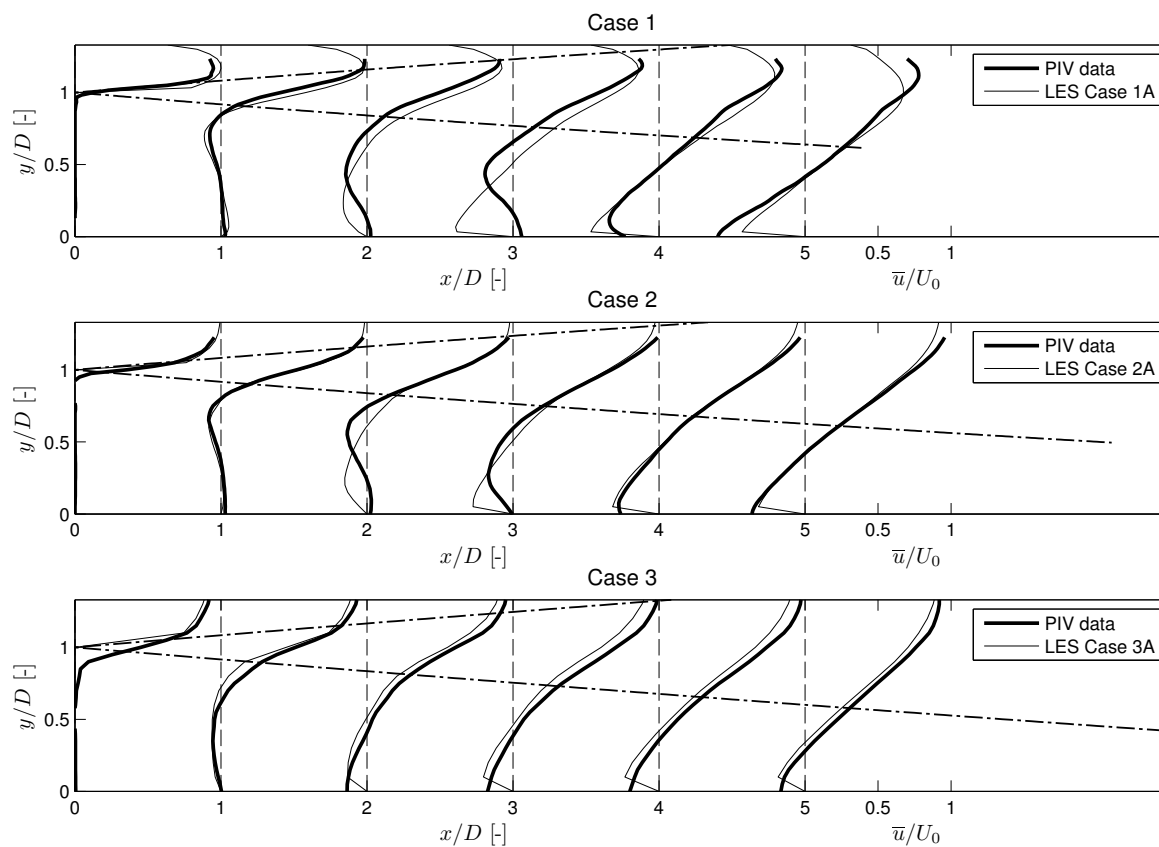 Case 1
y/D [-]
1
0.5
0
PIV data
LES Case 1A
0 1 2 3 4 5 0.5 1
x/D [-] u̅/U₀
Case 2
y/D [-]
1
0.5
0
PIV data
LES Case 2A
0 1 2 3 4 5 0.5 1
x/D [-] u̅/U₀
Case 3
y/D [-]
1
0.5
0
PIV data
LES Case 3A
0 1 2 3 4 5 0.5 1
x/D [-] u̅/U₀